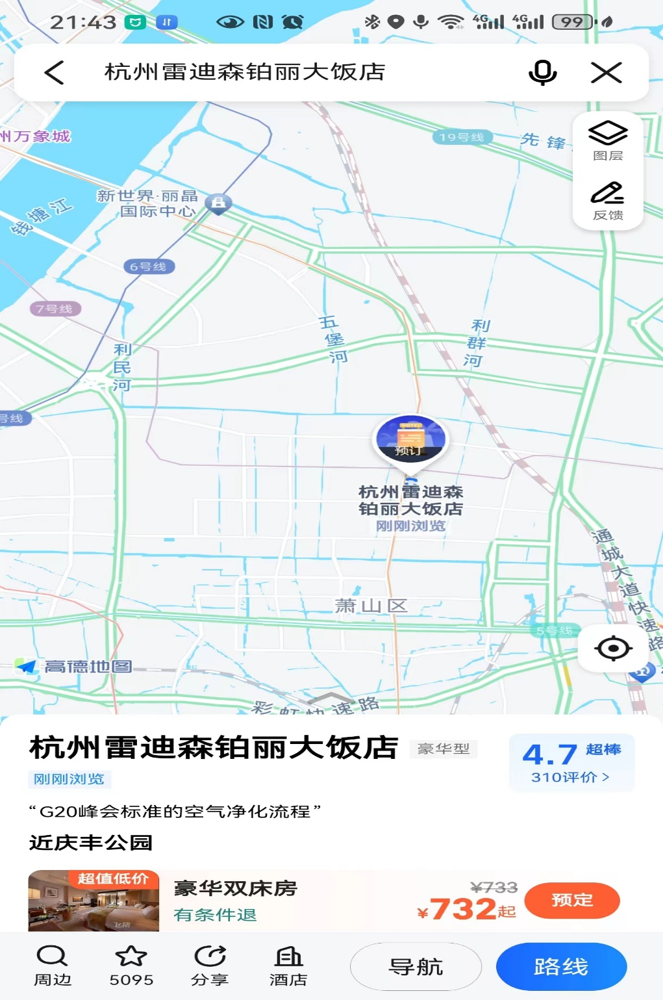 21:43
4G
4G
99
杭州雷迪森铂丽大饭店
州万象城
19号线
先锋
图层
反馈
新世界·丽晶
国际中心
钱塘江
6号线
7号线
五堡河
利群河
利民河
号线
HOTEL
预订
杭州雷迪森
铂丽大饭店
刚刚浏览
通城大道快速路
萧山区
5号线
高德地图
彩虹快速路
杭州雷迪森铂丽大饭店
豪华型
4.7 超棒
刚刚浏览
310评价 >
“G20峰会标准的空气净化流程”
近庆丰公园
超值低价
飞猪
豪华双床房
¥733
有条件退
¥732起
预定
周边
5095
分享
酒店
导航
路线